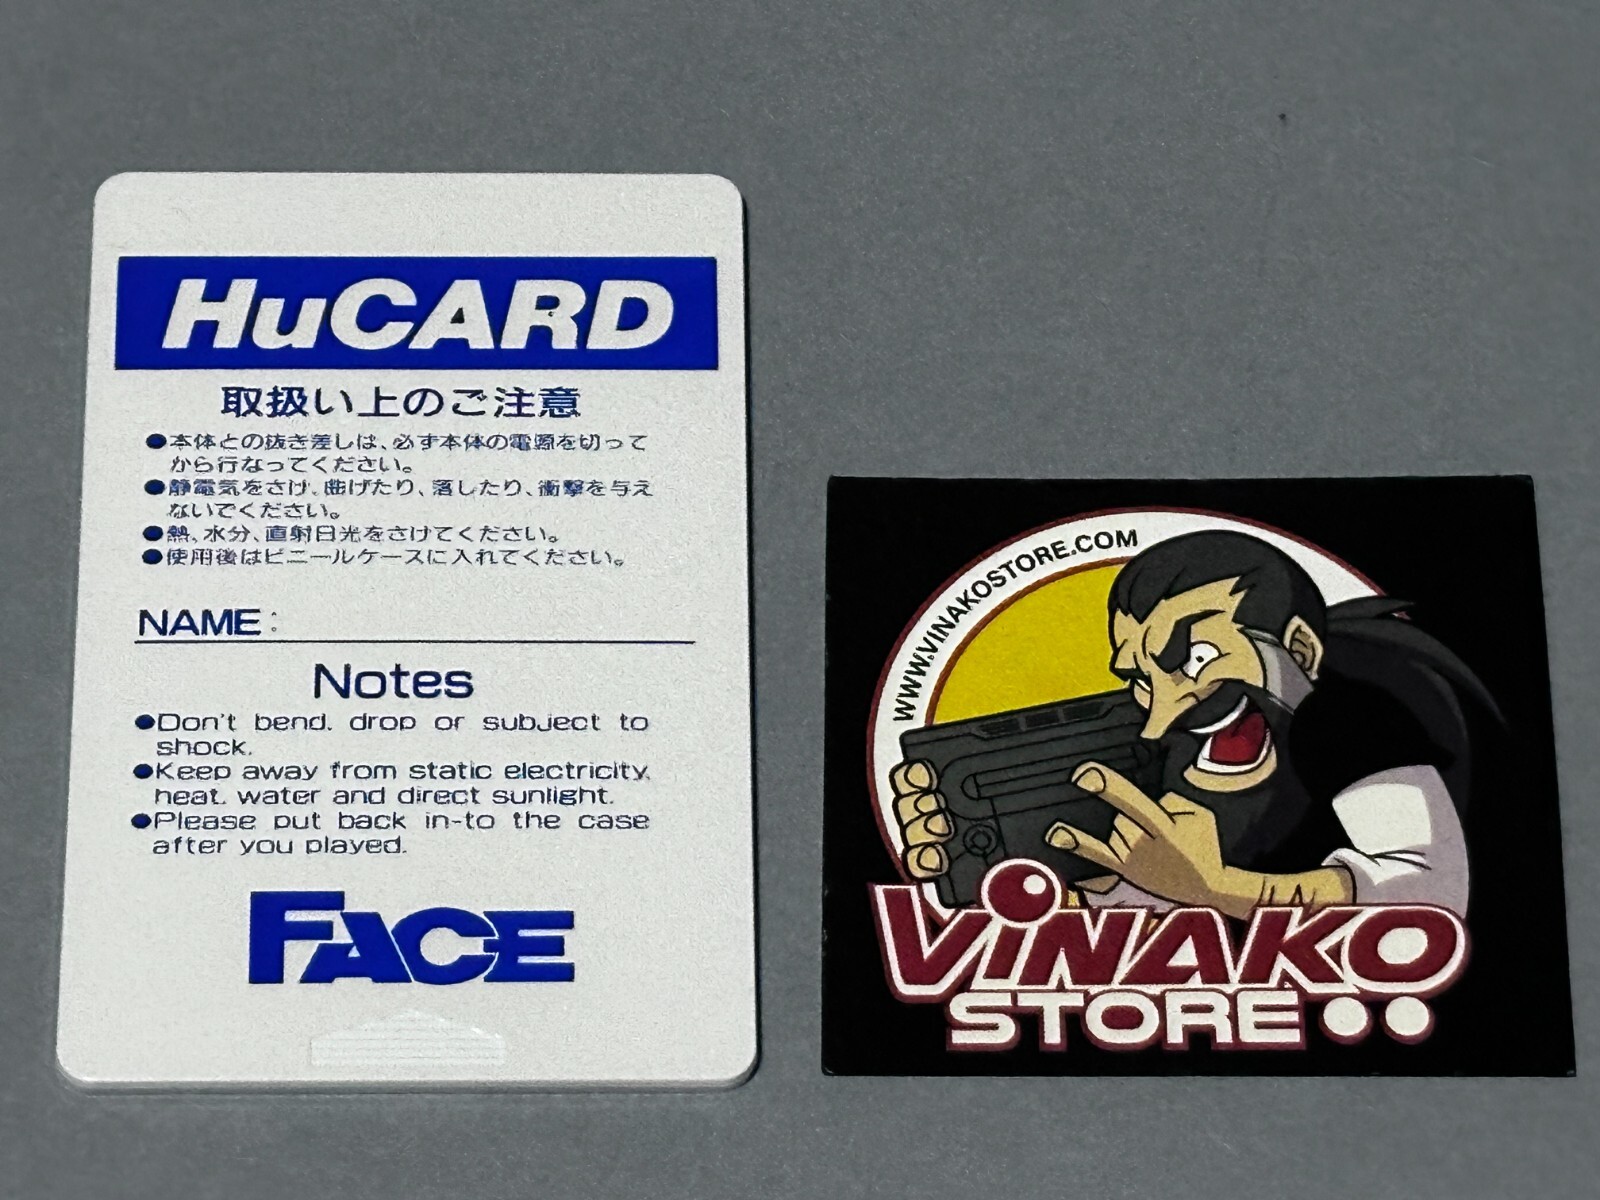 HuCARD
取扱い上のご注意
●本体との抜き差しは、必ず本体の電源を切って
から行なってください。
●静電気をさけ、曲げたり、落したり、衝撃を与え
ないでください。
●熱、水分、直射日光をさけてください。
●使用後はビニールケースに入れてください。
NAME:
Notes
●Don't bend, drop or subject to
shock.
●Keep away from static electricity,
heat, water and direct sunlight.
●Please put back in-to the case
after you played.
FACE
WWW.VINAKOSTORE.COM
ViNAKO
STORE